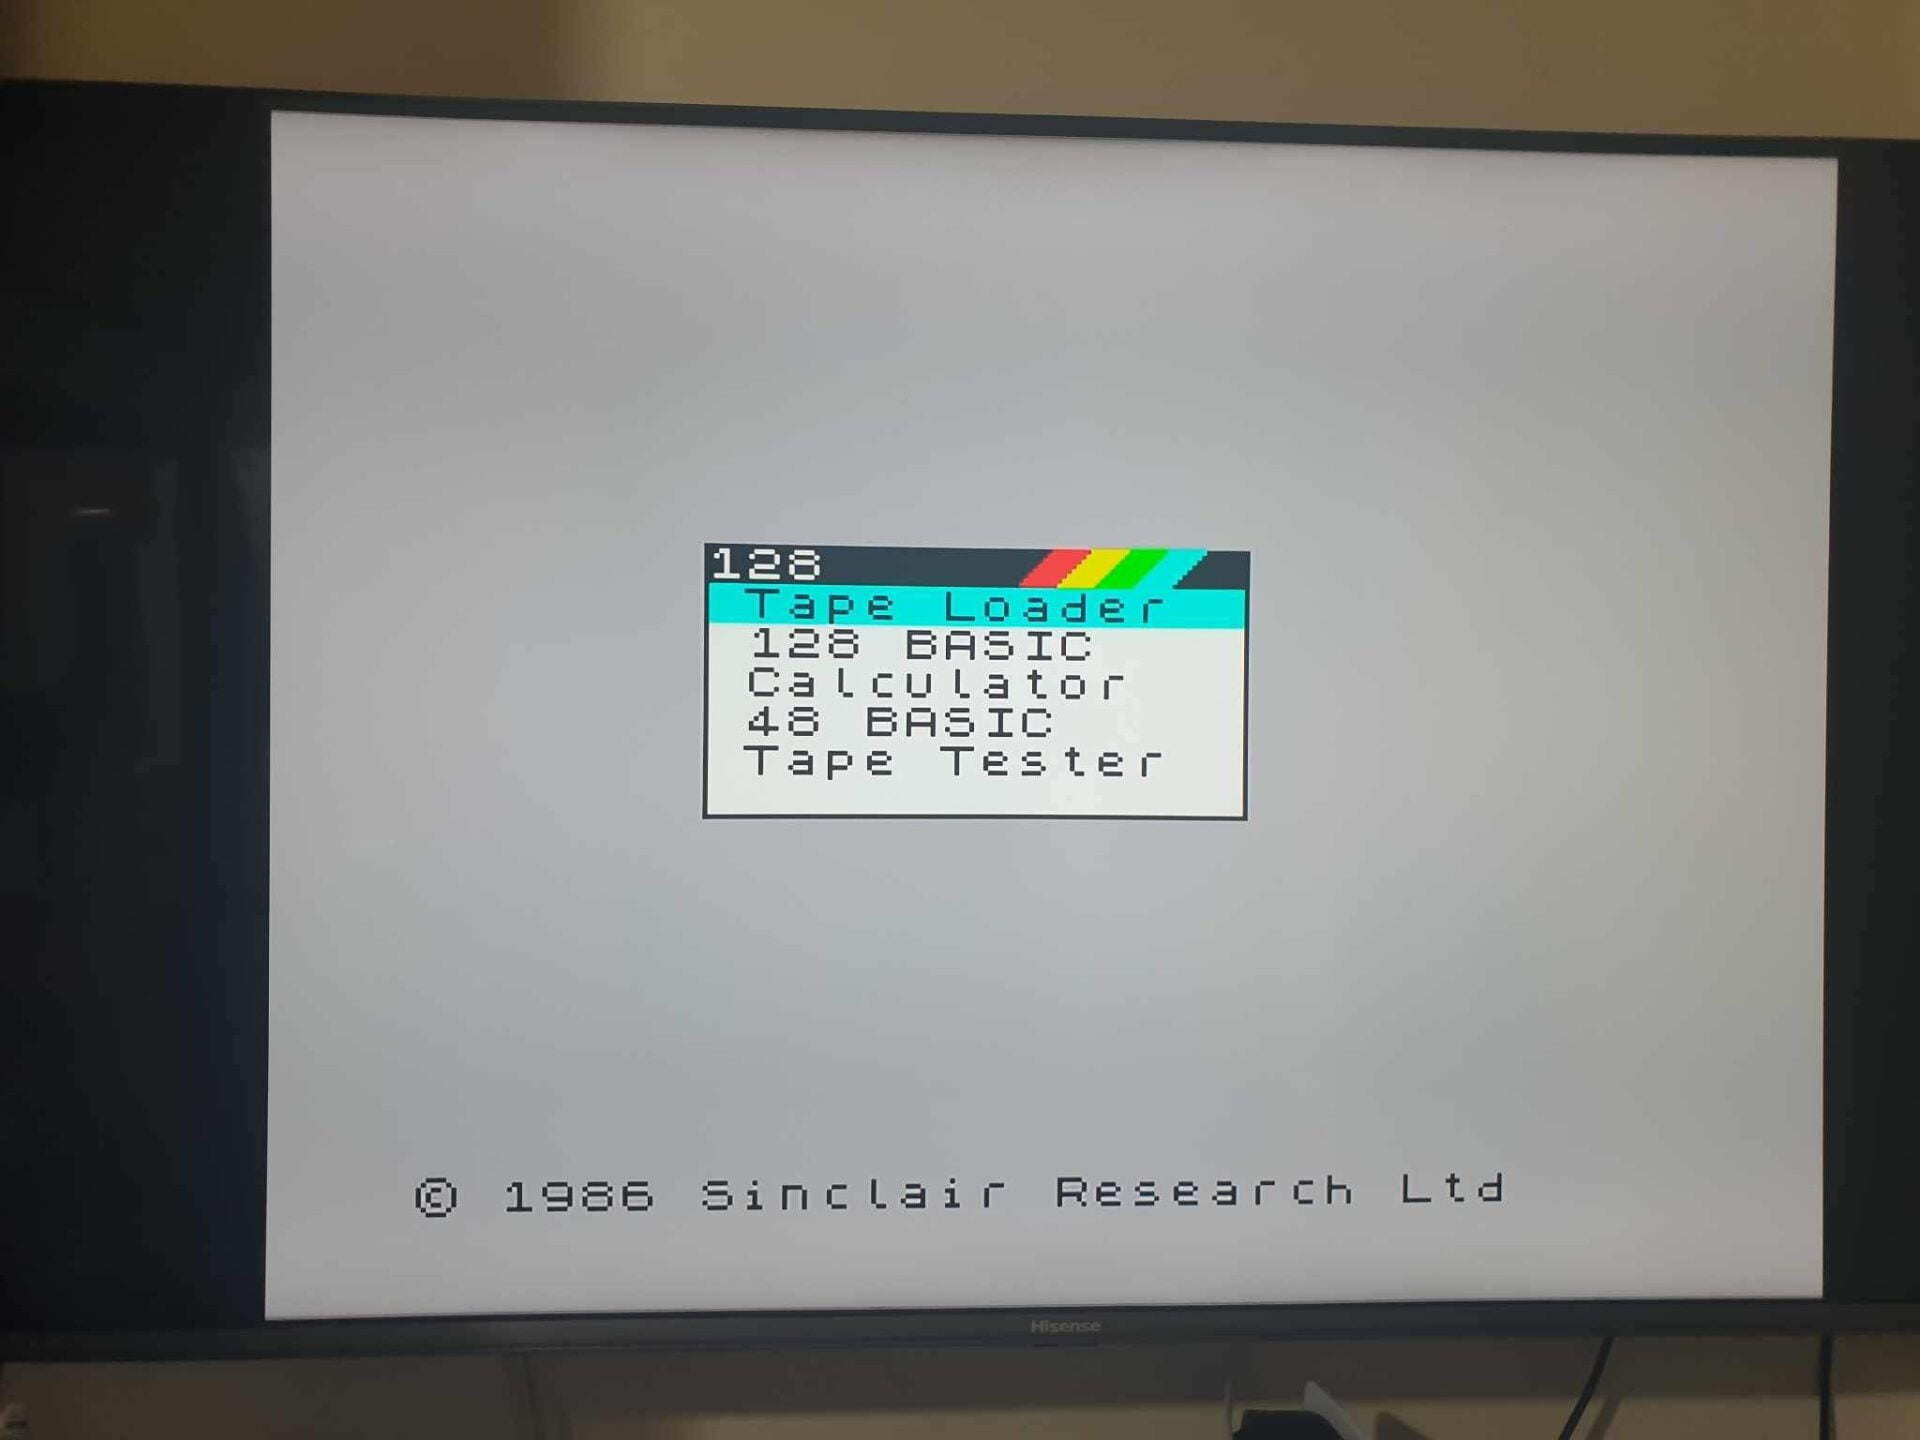 128
Tape Loader
128 BASIC
Calculator
48 BASIC
Tape Tester
© 1986 Sinclair Research Ltd
Hisense